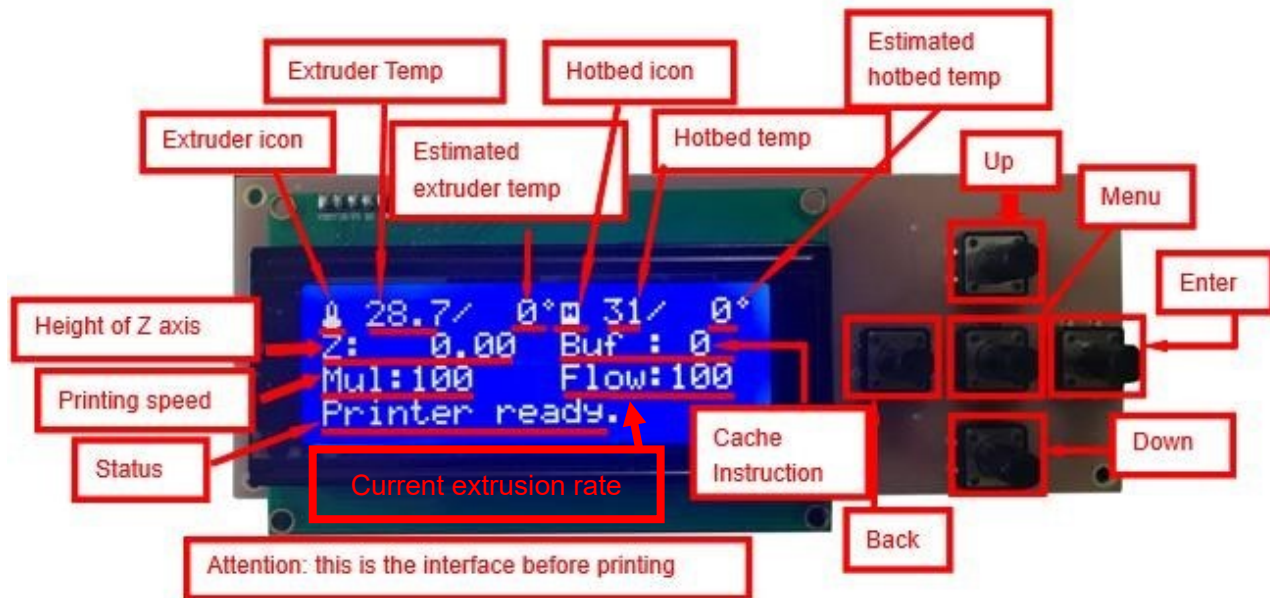 Extruder Temp
Hotbed icon
Estimated
hotbed temp
Extruder icon
Estimated
extruder temp
Hotbed temp
Up
Menu
Enter
28.7/ 0° H 31/ 0°
Height of Z axis
Z: 0.00 Buf : 0
Printing speed
Mul:100 Flow:100
Printer ready.
Status
Current extrusion rate
Cache
Instruction
Down
Back
Attention: this is the interface before printing